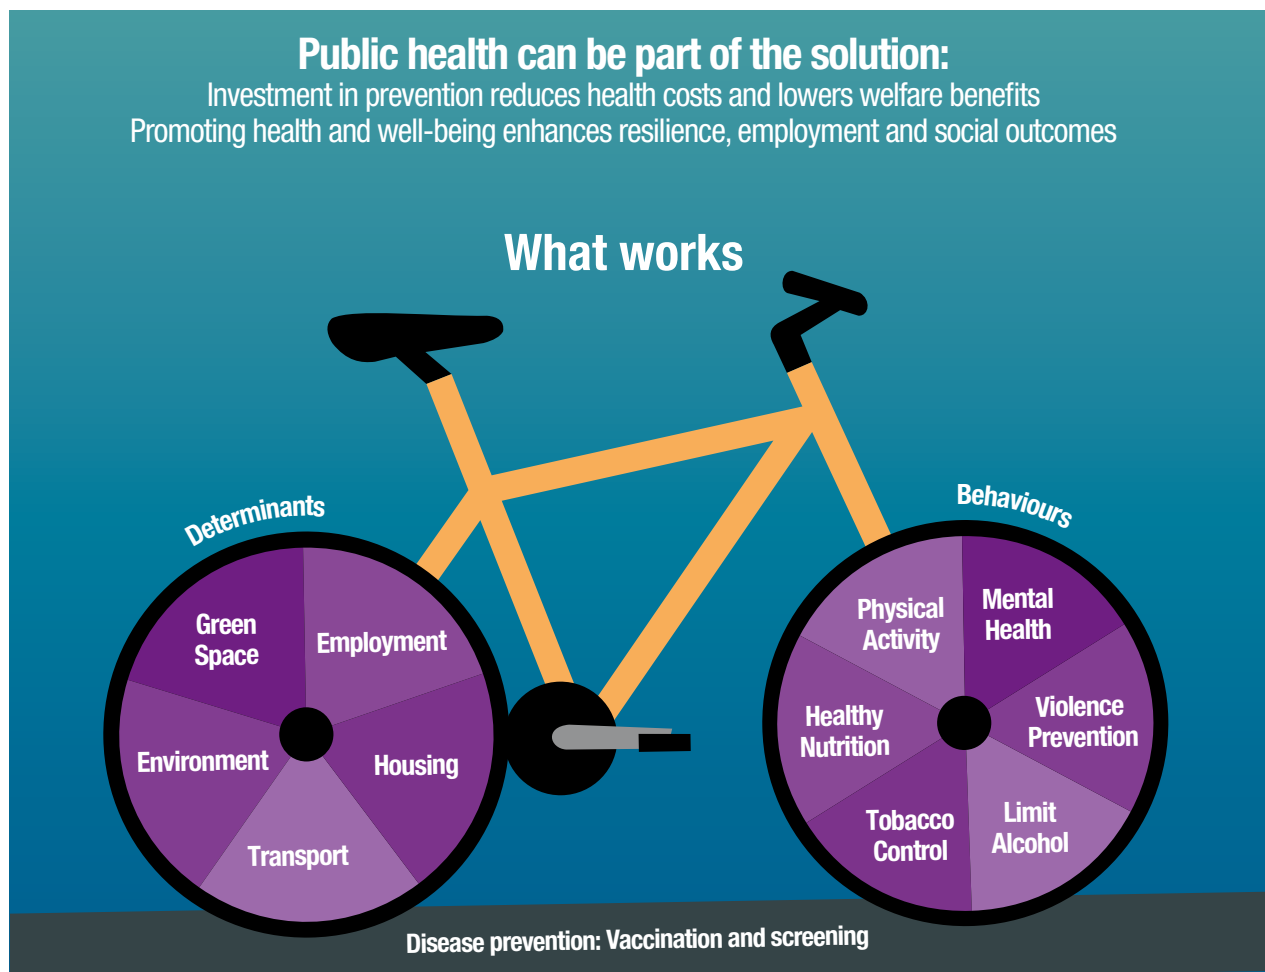 Public health can be part of the solution:
Investment in prevention reduces health costs and lowers welfare benefits
Promoting health and well-being enhances resilience, employment and social outcomes
What works
Determinants
Green
Space
Employment
Environment
Housing
Transport
Behaviours
Physical
Activity
Mental
Health
Healthy
Nutrition
Violence
Prevention
Tobacco
Control
Limit
Alcohol
Disease prevention: Vaccination and screening